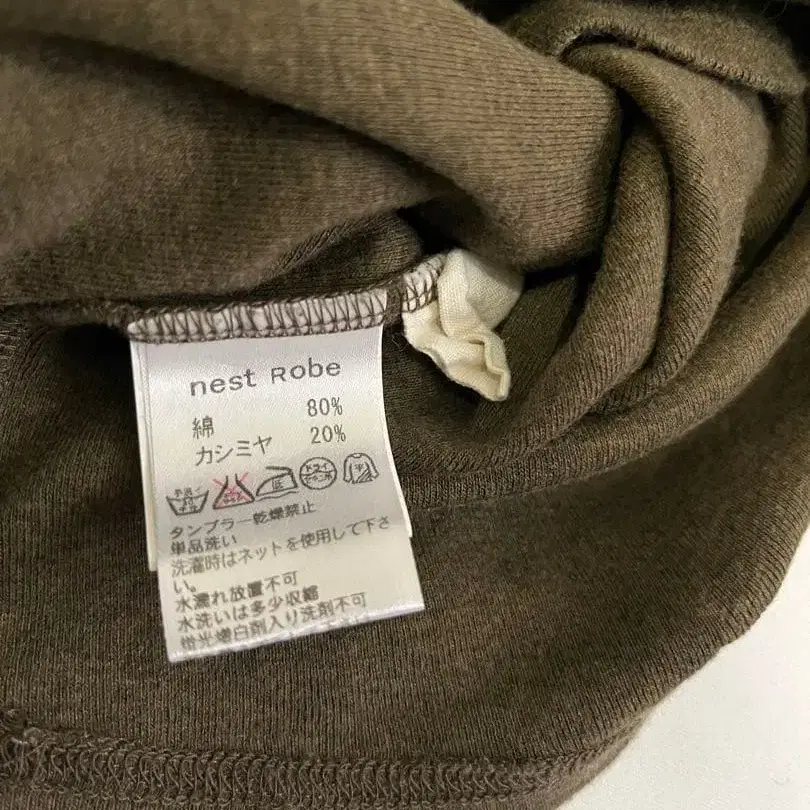 nest Robe
綿 80%
カシミヤ 20%
タンブラー乾燥禁止
単品洗い
洗濯時はネットを使用して下さ
い。
水濡れ放置不可
水洗いは多少収縮
蛍光増白剤入り洗剤不可